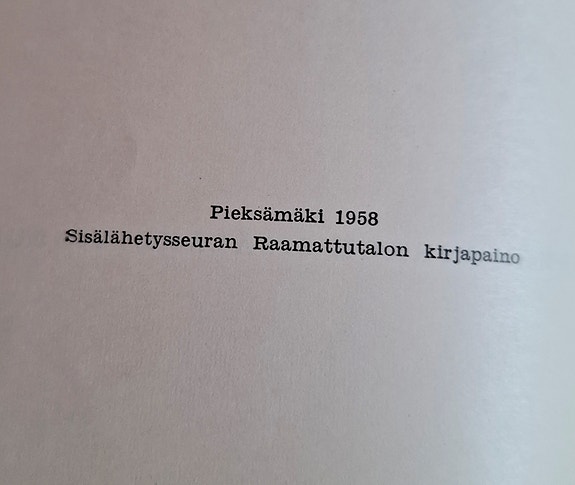 Pieksämäki 1958
Sisälähetysseuran Raamattutalon kirjapaino